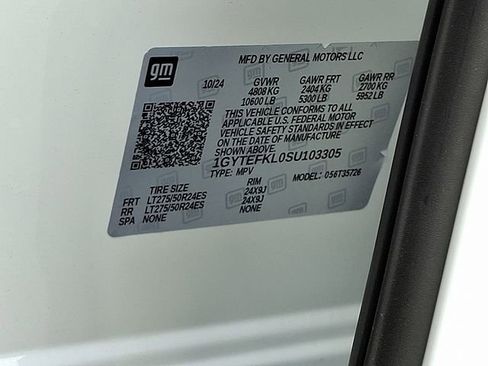 gm
MFD BY GENERAL MOTORS LLC
10/24 GVWR GAWR FRT GAWR RR
4808 KG 2404 KG 2700 KG
10600 LB 5300 LB 5952 LB
THIS VEHICLE CONFORMS TO ALL
APPLICABLE U.S. FEDERAL MOTOR
VEHICLE SAFETY STANDARDS IN EFFECT
ON THE DATE OF MANUFACTURE
SHOWN ABOVE.
1GYTEFKL0SU103305
TYPE: MPV MODEL: 056T35726
TIRE SIZE RIM
FRT LT275/50R24ES 24X9J
RR LT275/50R24ES 24X9J
SPA NONE NONE